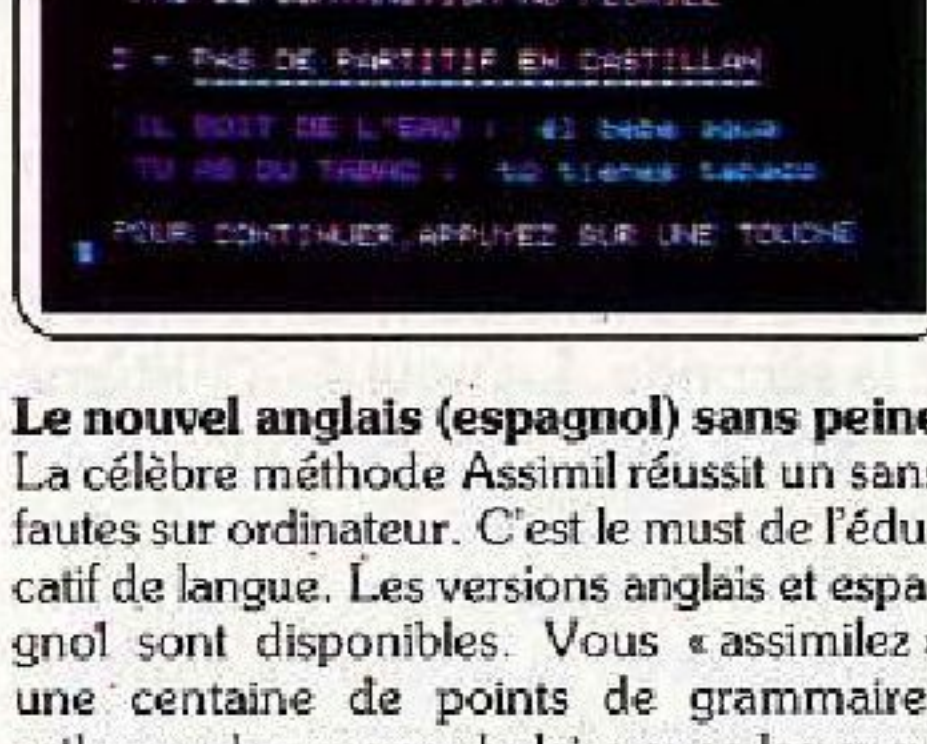 2 - PAS DE PARTITIF EN CASTILLAN
IL BOIT DE L'EAU : él bebe agua
TU AS DU TABAC : tú tienes tabaco
POUR CONTINUER, APPUYEZ SUR UNE TOUCHE
Le nouvel anglais (espagnol) sans peine
La célèbre méthode Assimil réussit un sans
fautes sur ordinateur. C'est le must de l'édu
catif de langue. Les versions anglais et espa
gnol sont disponibles. Vous « assimilez »
une centaine de points de grammaire